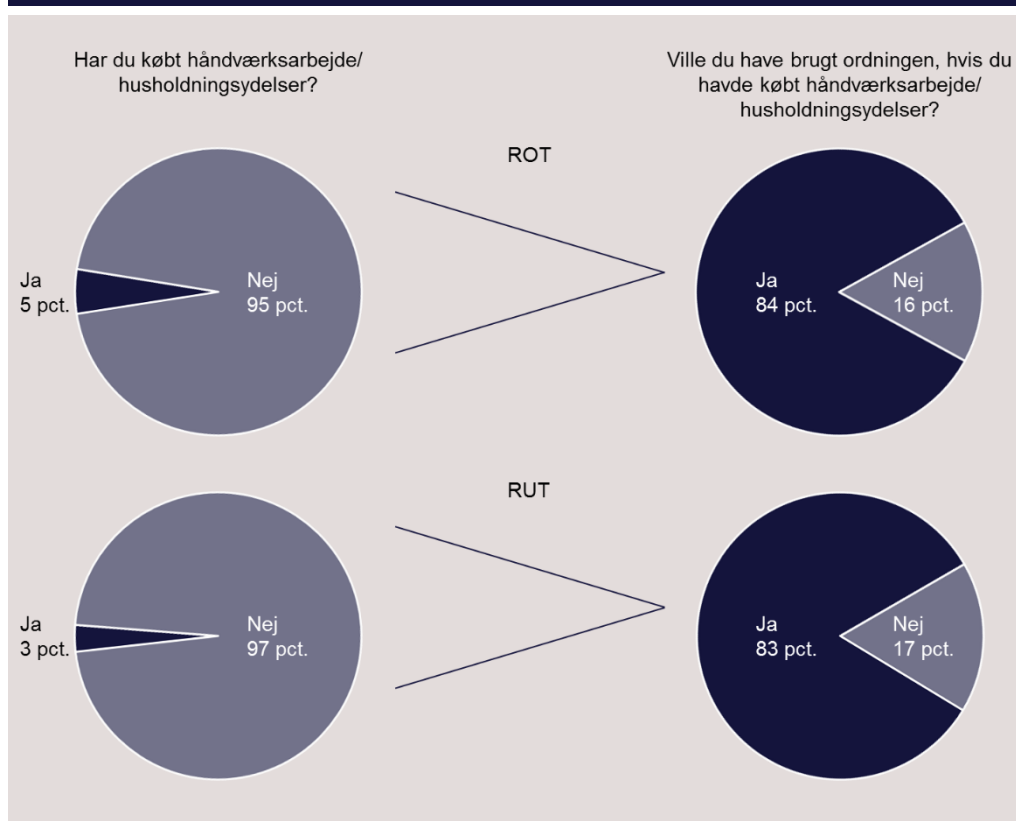 Har du købt håndværksarbejde/
husholdningsydelser?
Ville du have brugt ordningen, hvis du
havde købt håndværksarbejde/
husholdningsydelser?
ROT
Ja
5 pct.
Nej
95 pct.
Ja
84 pct.
Nej
16 pct.
RUT
Ja
3 pct.
Nej
97 pct.
Ja
83 pct.
Nej
17 pct.